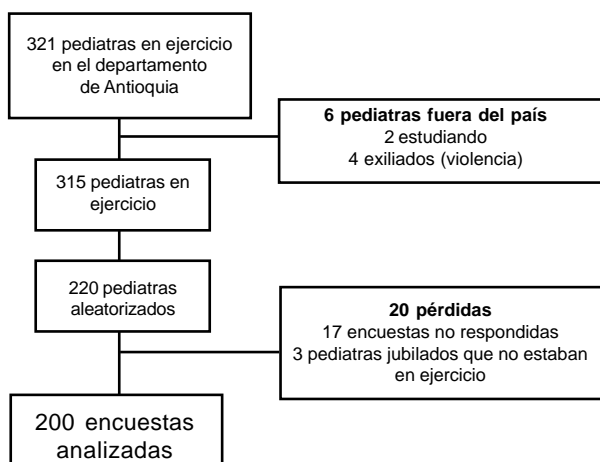 321 pediatras en ejercicio
en el departamento
de Antioquia
6 pediatras fuera del país
2 estudiando
4 exiliados (violencia)
315 pediatras en
ejercicio
220 pediatras
aleatorizados
20 pérdidas
17 encuestas no respondidas
3 pediatras jubilados que no estaban
en ejercicio
200 encuestas
analizadas